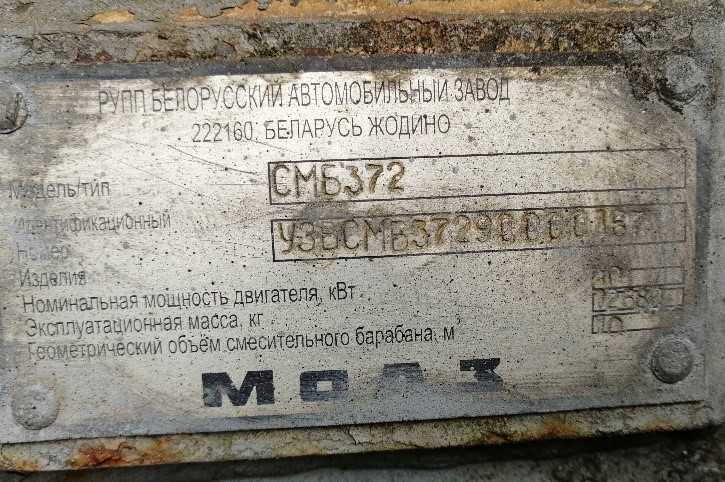 РУПП БЕЛОРУССКИЙ АВТОМОБИЛЬНЫЙ ЗАВОД
222160, БЕЛАРУСЬ ЖОДИНО
Модель/тип СМБ372
Идентификационный
Номер
Изделия
Номинальная мощность двигателя, кВт
Эксплуатационная масса, кг
Геометрический объём смесительного барабана, м 10
МоАЗ